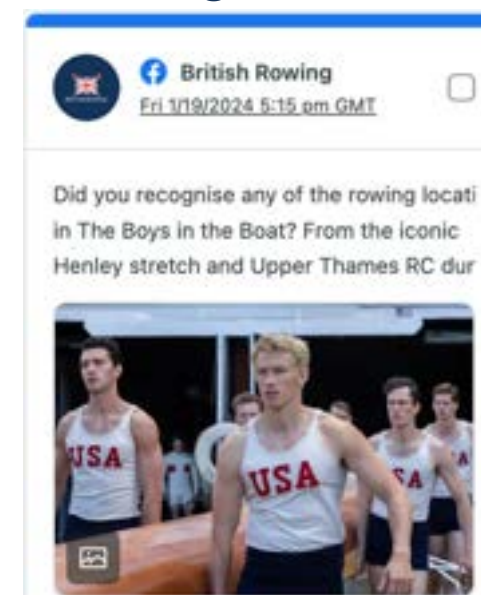 British Rowing
Fri 1/19/2024 5:15 pm GMT
Did you recognise any of the rowing locati
in The Boys in the Boat? From the iconic
Henley stretch and Upper Thames RC dur
USA
USA
SA
A